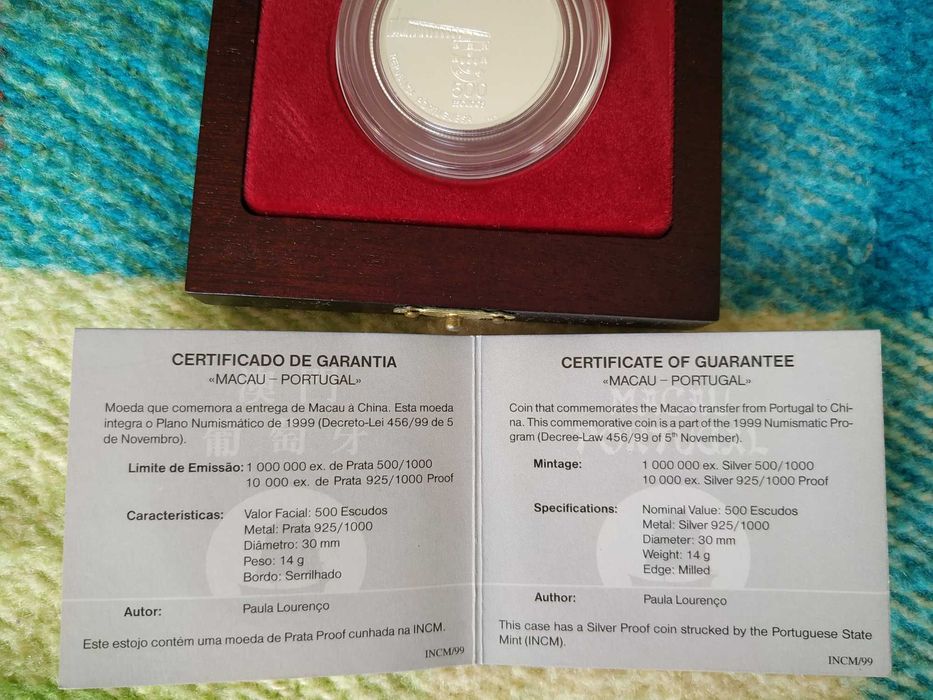 500
CERTIFICADO DE GARANTIA
«MACAU – PORTUGAL»
Moeda que comemora a entrega de Macau à China. Esta moeda
integra o Plano Numismático de 1999 (Decreto-Lei 456/99 de 5
de Novembro).
Limite de Emissão: 1 000 000 ex. de Prata 500/1000
10 000 ex. de Prata 925/1000 Proof
Características: Valor Facial: 500 Escudos
Metal: Prata 925/1000
Diâmetro: 30 mm
Peso: 14 g
Bordo: Serrilhado
Autor: Paula Lourenço
Este estojo contém uma moeda de Prata Proof cunhada na INCM.
INCM/99
澳門
葡萄牙
CERTIFICATE OF GUARANTEE
«MACAU – PORTUGAL»
Coin that commemorates the Macao transfer from Portugal to Chi-
na. This commemorative coin is a part of the 1999 Numismatic Pro-
gram (Decree-Law 456/99 of 5th November).
Mintage: 1 000 000 ex. Silver 500/1000
10 000 ex. Silver 925/1000 Proof
Specifications: Nominal Value: 500 Escudos
Metal: Silver 925/1000
Diameter: 30 mm
Weight: 14 g
Edge: Milled
Author: Paula Lourenço
This case has a Silver Proof coin strucked by the Portuguese State
Mint (INCM).
INCM/99
MACAU
PORTUGAL